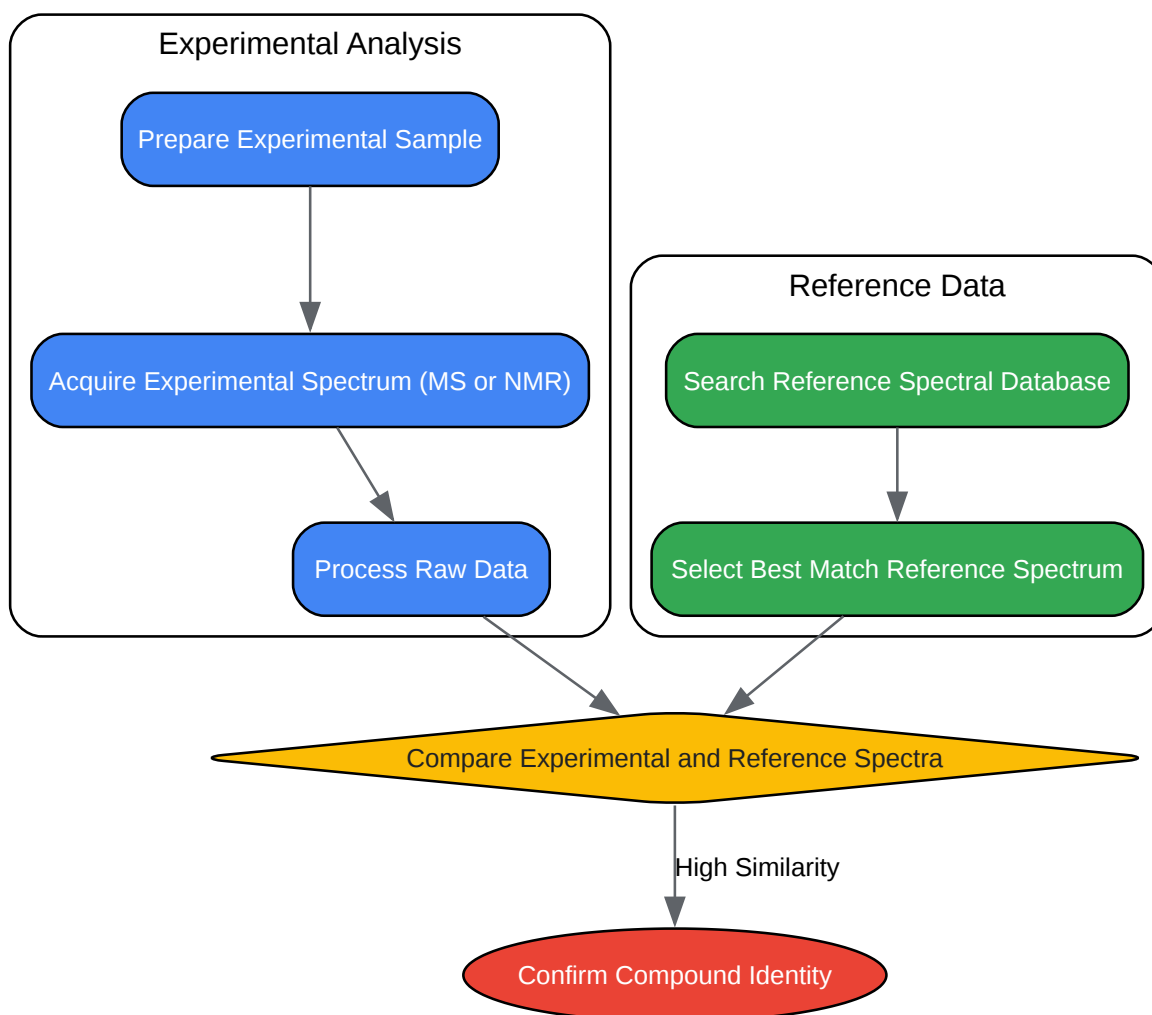 Experimental Analysis
Prepare Experimental Sample
Acquire Experimental Spectrum (MS or NMR)
Process Raw Data
Reference Data
Search Reference Spectral Database
Select Best Match Reference Spectrum
Compare Experimental and Reference Spectra
High Similarity
Confirm Compound Identity